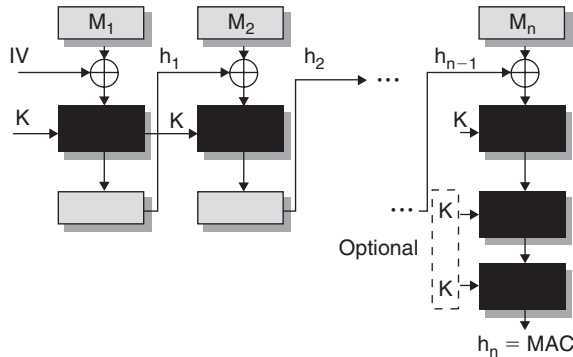 M1 M2 Mn
IV h1 h2 ... hn−1
K K K
... K
Optional
K
hn = MAC